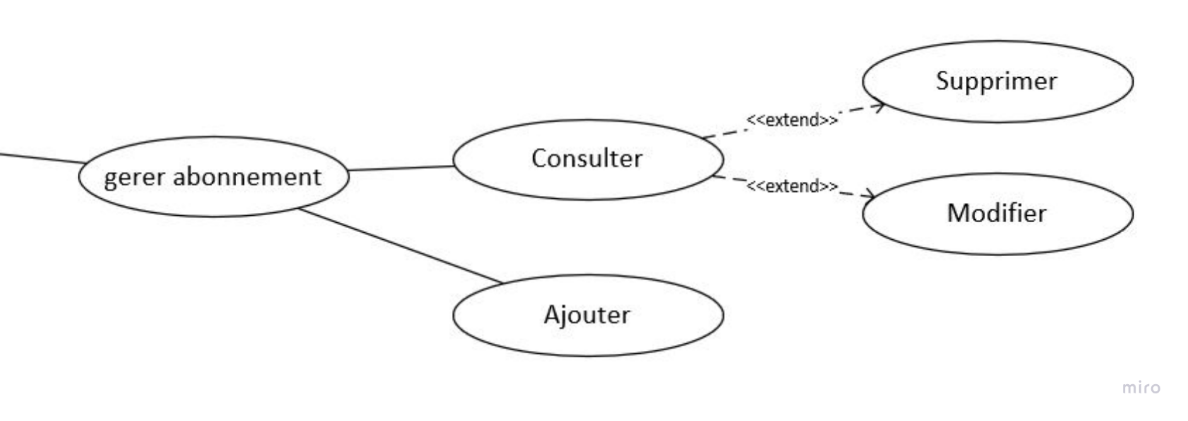 Supprimer
<<extend>>
Consulter
gerer abonnement
<<extend>>
Modifier
Ajouter
miro